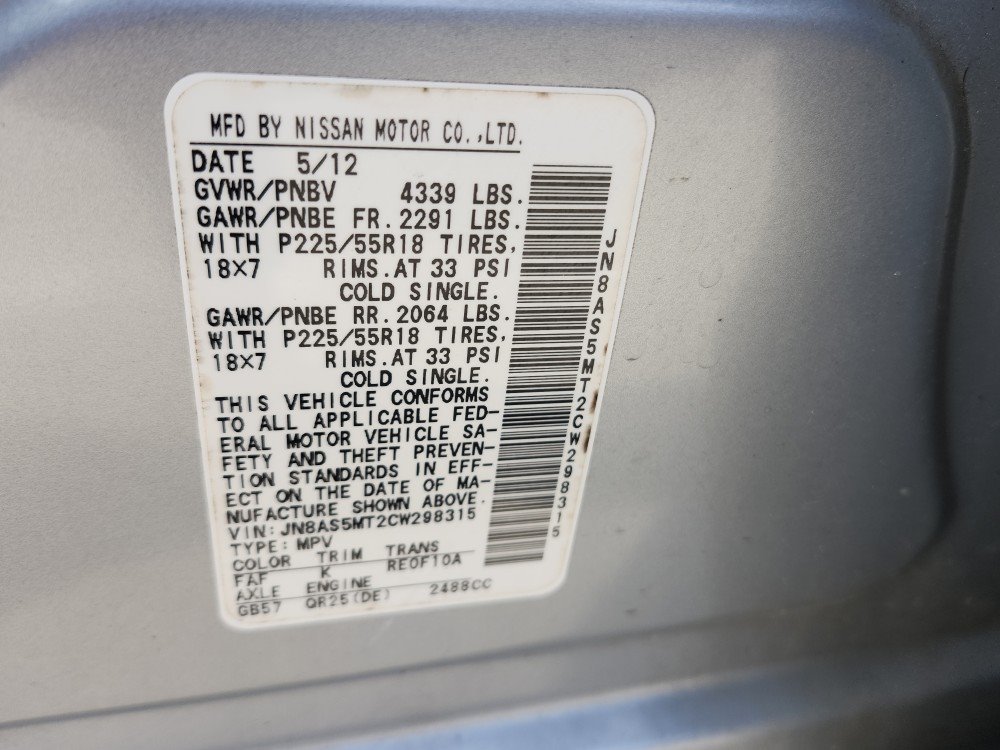 MFD BY NISSAN MOTOR CO.,LTD.
DATE 5/12
GVWR/PNBV 4339 LBS.
GAWR/PNBE FR.2291 LBS.
WITH P225/55R18 TIRES,
18X7 RIMS.AT 33 PSI
COLD SINGLE.
GAWR/PNBE RR.2064 LBS.
WITH P225/55R18 TIRES,
18X7 RIMS.AT 33 PSI
COLD SINGLE.
THIS VEHICLE CONFORMS
TO ALL APPLICABLE FED-
ERAL MOTOR VEHICLE SA-
FETY AND THEFT PREVEN-
TION STANDARDS IN EFF-
ECT ON THE DATE OF MA-
NUFACTURE SHOWN ABOVE.
VIN:JN8AS5MT2CW298315
TYPE:MPV
COLOR TRIM TRANS
FAF K RE0F10A
AXLE ENGINE
GB57 QR25(DE) 2488CC
JN8AS5MT2CW298315